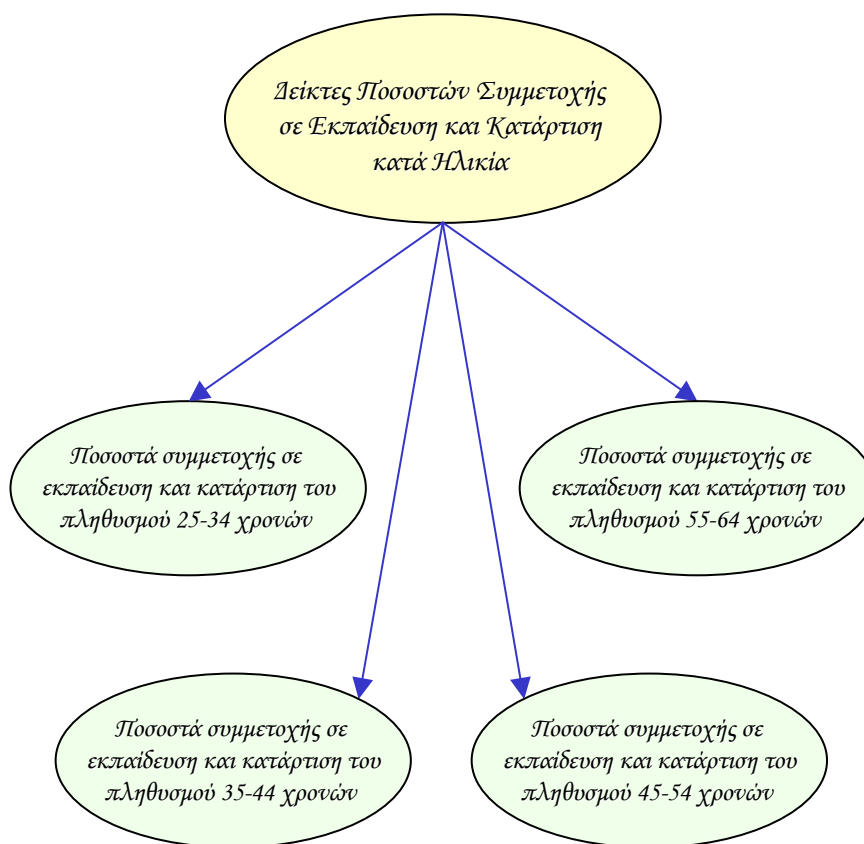 Δείκτες Ποσοστών Συμμετοχής
σε Εκπαίδευση και Κατάρτιση
κατά Ηλικία
Ποσοστά συμμετοχής σε
εκπαίδευση και κατάρτιση του
πληθυσμού 25-34 χρονών
Ποσοστά συμμετοχής σε
εκπαίδευση και κατάρτιση του
πληθυσμού 55-64 χρονών
Ποσοστά συμμετοχής σε
εκπαίδευση και κατάρτιση του
πληθυσμού 35-44 χρονών
Ποσοστά συμμετοχής σε
εκπαίδευση και κατάρτιση του
πληθυσμού 45-54 χρονών